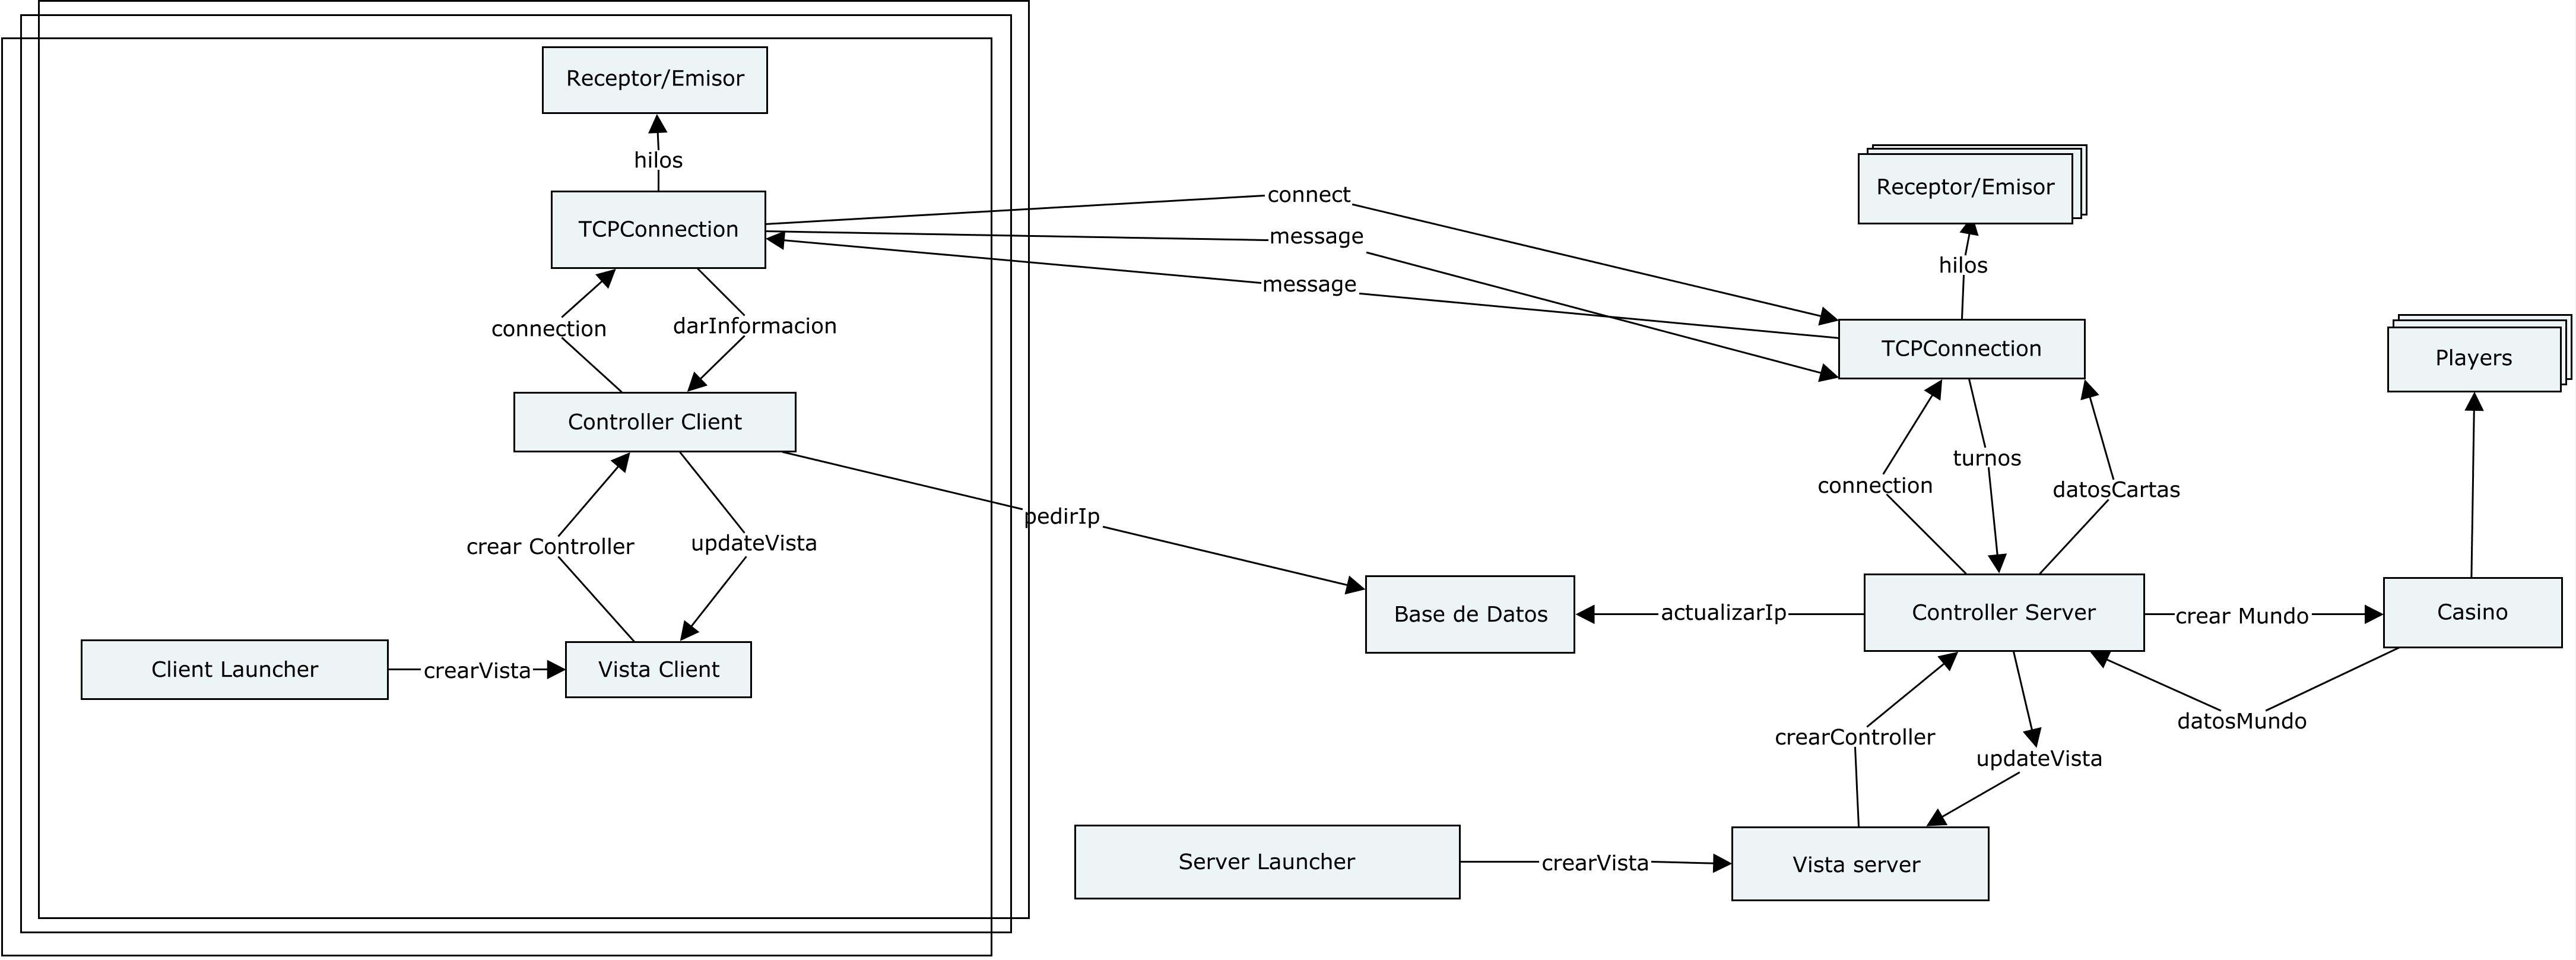 Receptor/Emisor
hilos
TCPConnection
connection
darInformacion
Controller Client
crear Controller
updateVista
Client Launcher
crearVista
Vista Client
connect
message
message
pedirIp
Receptor/Emisor
hilos
TCPConnection
connection
turnos
datosCartas
Players
Base de Datos
actualizarIp
Controller Server
crear Mundo
Casino
datosMundo
crearController
updateVista
Server Launcher
crearVista
Vista server